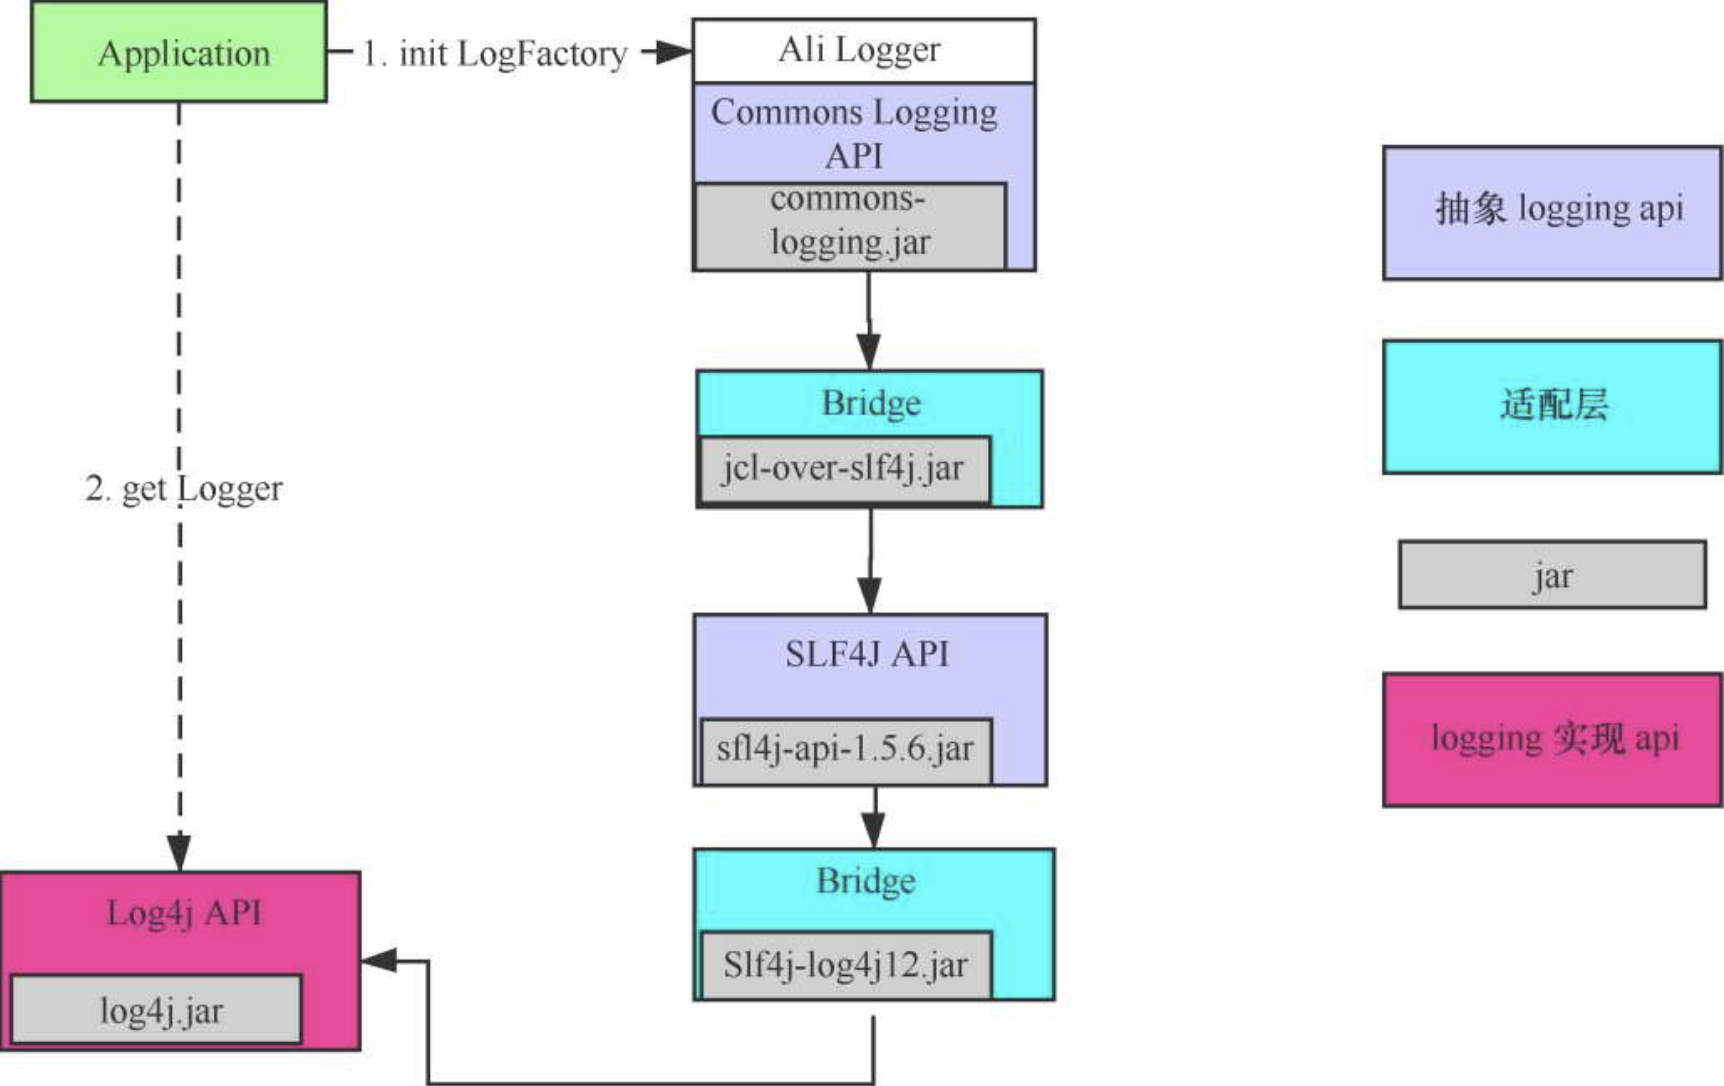 Application
1. init LogFactory
Ali Logger
Commons Logging
API
commons-
logging.jar
Bridge
jcl-over-slf4j.jar
2. get Logger
SLF4J API
sfl4j-api-1.5.6.jar
Bridge
Slf4j-log4j12.jar
Log4j API
log4j.jar
抽象 logging api
适配层
jar
logging 实现 api